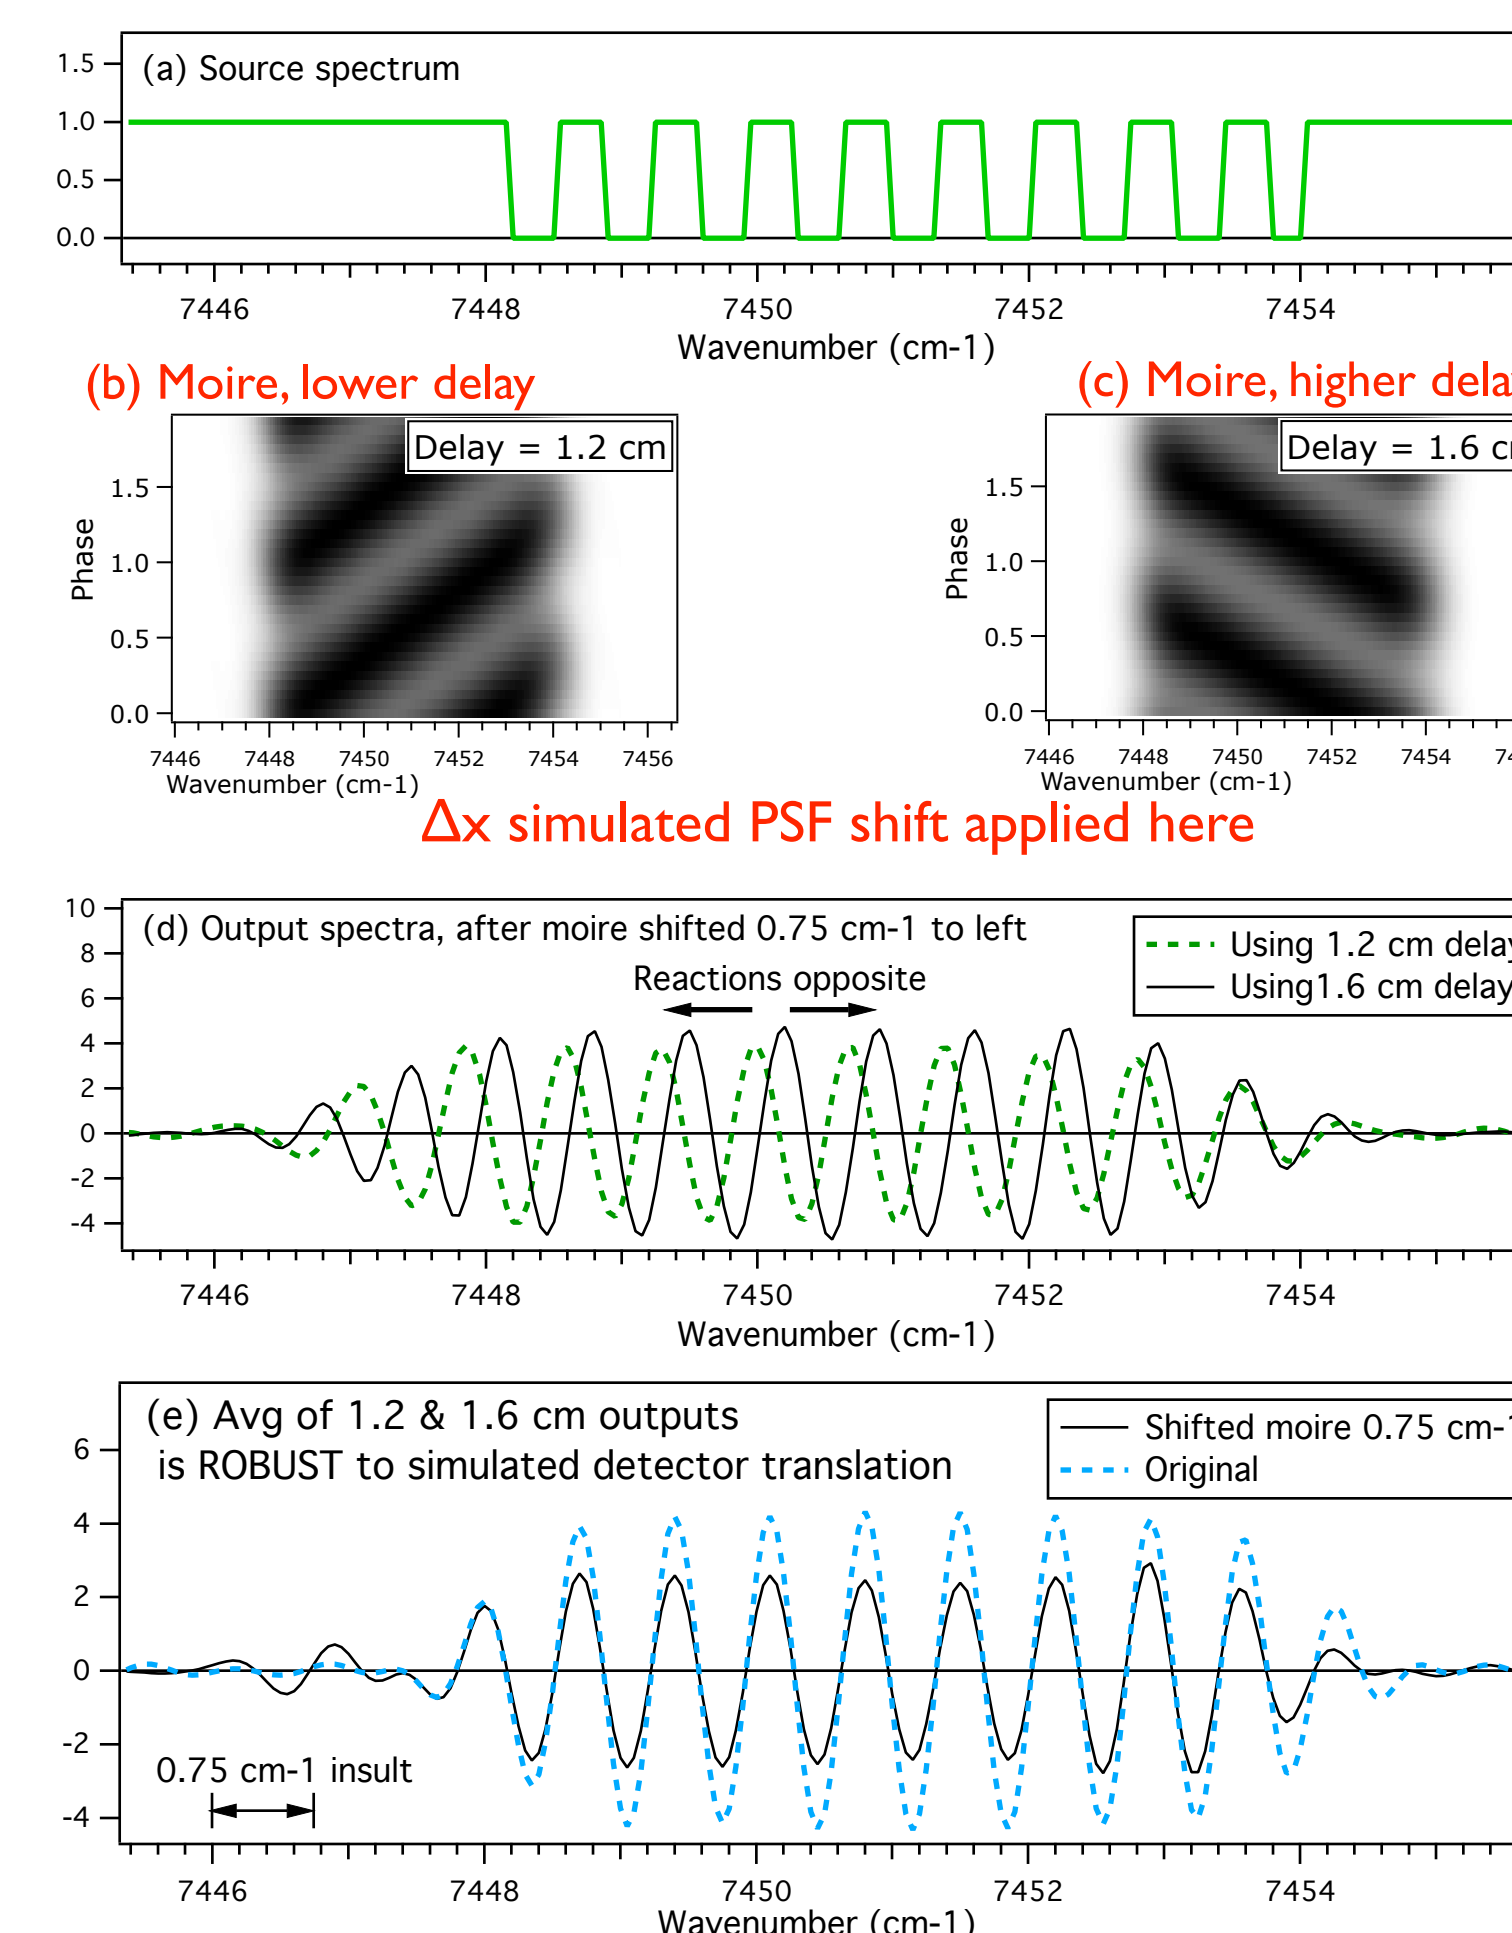 (a) Source spectrum
1.5
1.0
0.5
0.0
7446 7448 7450 7452 7454
Wavenumber (cm-1)
(b) Moire, lower delay
(c) Moire, higher dela
Delay = 1.2 cm
1.5
1.0
0.5
0.0
Phase
7446 7448 7450 7452 7454 7456
Wavenumber (cm-1)
Delay = 1.6 c
1.5
1.0
0.5
0.0
Phase
7446 7448 7450 7452 7454 7
Wavenumber (cm-1)
Δx simulated PSF shift applied here
(d) Output spectra, after moire shifted 0.75 cm-1 to left
Reactions opposite
Using 1.2 cm delay
Using1.6 cm delay
10
8
6
4
2
0
-2
-4
7446 7448 7450 7452 7454
Wavenumber (cm-1)
(e) Avg of 1.2 & 1.6 cm outputs
is ROBUST to simulated detector translation
Shifted moire 0.75 cm-1
Original
6
4
2
0
-2
-4
0.75 cm-1 insult
7446 7448 7450 7452 7454
Wavenumber (cm-1)